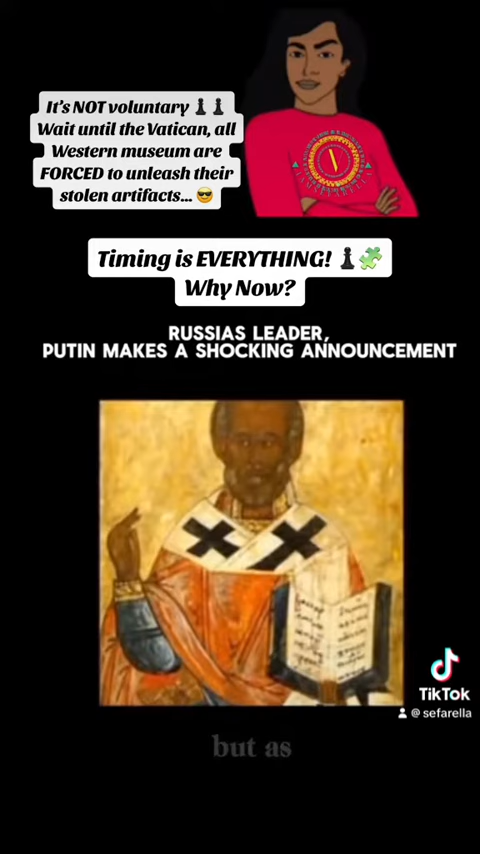 It's NOT voluntary ♟♟
Wait until the Vatican, all
Western museum are
FORCED to unleash their
stolen artifacts... 😎
Timing is EVERYTHING! ♟🧩
Why Now?
RUSSIAS LEADER,
PUTIN MAKES A SHOCKING ANNOUNCEMENT
TikTok
@ sefarella
but as